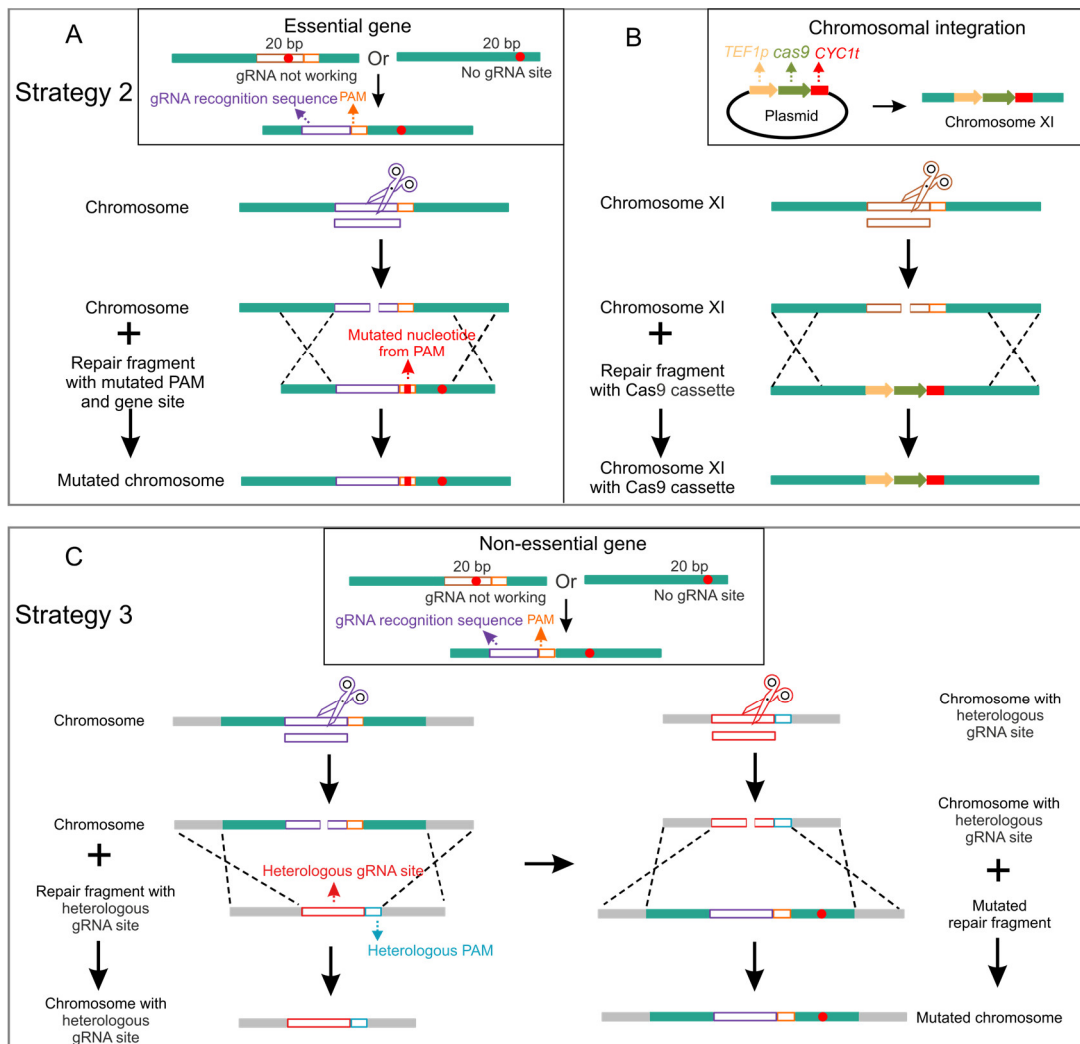 A
Strategy 2
Essential gene
20 bp
Or
20 bp
gRNA not working
No gRNA site
gRNA recognition sequence
PAM
Chromosome
Chromosome
Repair fragment
with mutated PAM
and gene site
Mutated nucleotide
from PAM
Mutated chromosome
B
Chromosomal integration
TEF1p
cas9
CYC1t
Plasmid
Chromosome XI
Chromosome XI
Chromosome XI
Repair fragment
with Cas9 cassette
Chromosome XI
with Cas9 cassette
C
Strategy 3
Non-essential gene
20 bp
Or
20 bp
gRNA not working
No gRNA site
gRNA recognition sequence
PAM
Chromosome
Chromosome
Repair fragment with
heterologous
gRNA site
Heterologous gRNA site
Heterologous PAM
Chromosome with
heterologous
gRNA site
Chromosome with
heterologous
gRNA site
Chromosome with
heterologous
gRNA site
Mutated
repair fragment
Mutated chromosome